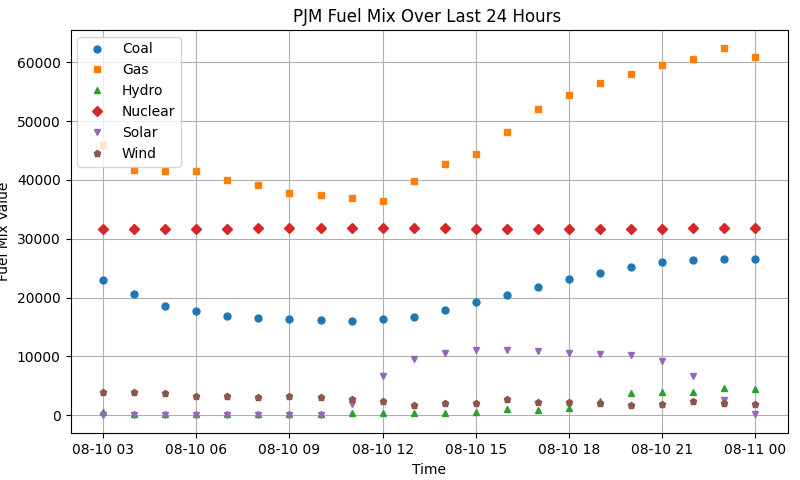 PJM Fuel Mix Over Last 24 Hours
Coal
Gas
Hydro
Nuclear
Solar
Wind
60000
50000
40000
30000
20000
10000
0
Fuel Mix Value
08-10 03 08-10 06 08-10 09 08-10 12 08-10 15 08-10 18 08-10 21 08-11 00
Time